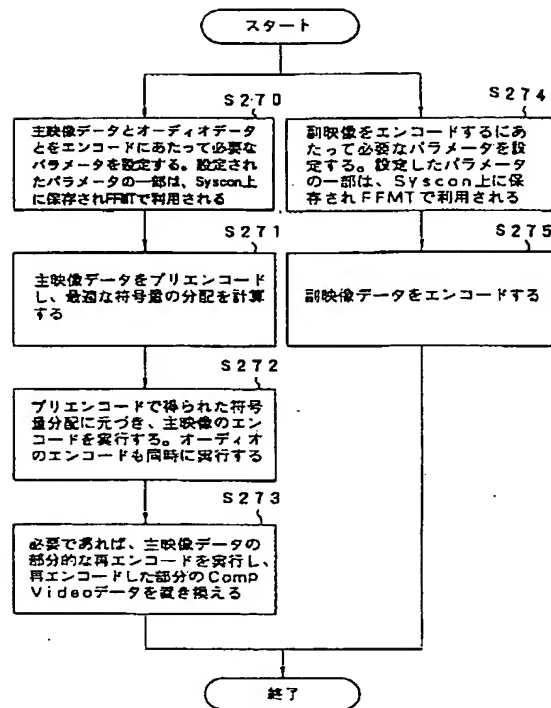 スタート
S270
主映像データとオーディオデータ
とをエンコードにあたって必要な
パラメータを設定する。設定され
たパラメータの一部は、Syscon上
に保存されFFMTで利用される
S271
主映像データをプリエンコード
し、最適な符号量の分配を計算
する
S272
プリエンコードで得られた符号
量分配に元づき、主映像のエン
コードを実行する。オーディオ
のエンコードも同時に実行する
S273
必要であれば、主映像データの
部分的な再エンコードを実行し、
再エンコードした部分のComp
Videoデータを置き換える
S274
副映像をエンコードするにあ
たって必要なパラメータを設
定する。設定したパラメータ
の一部は、Syscon上に保
存されFFMTで利用される
S275
副映像データをエンコードする
終了